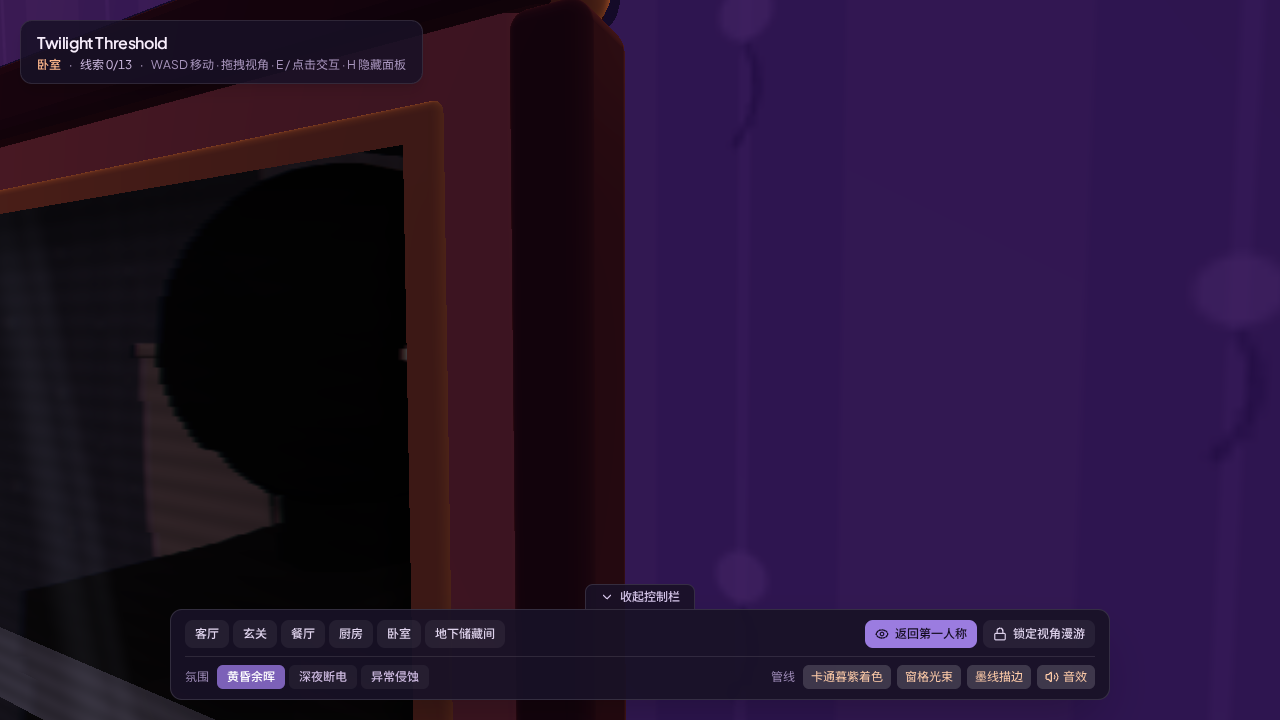 Twilight Threshold
卧室 · 线索 0/13 · WASD 移动 · 拖拽视角 · E / 点击交互 · H 隐藏面板
收起控制栏
客厅 玄关 餐厅 厨房 卧室 地下储藏间 返回第一人称 锁定视角漫游
氛围 黄昏余晖 深夜断电 异常侵蚀 管线 卡通暮紫着色 窗格光束 墨线描边 音效